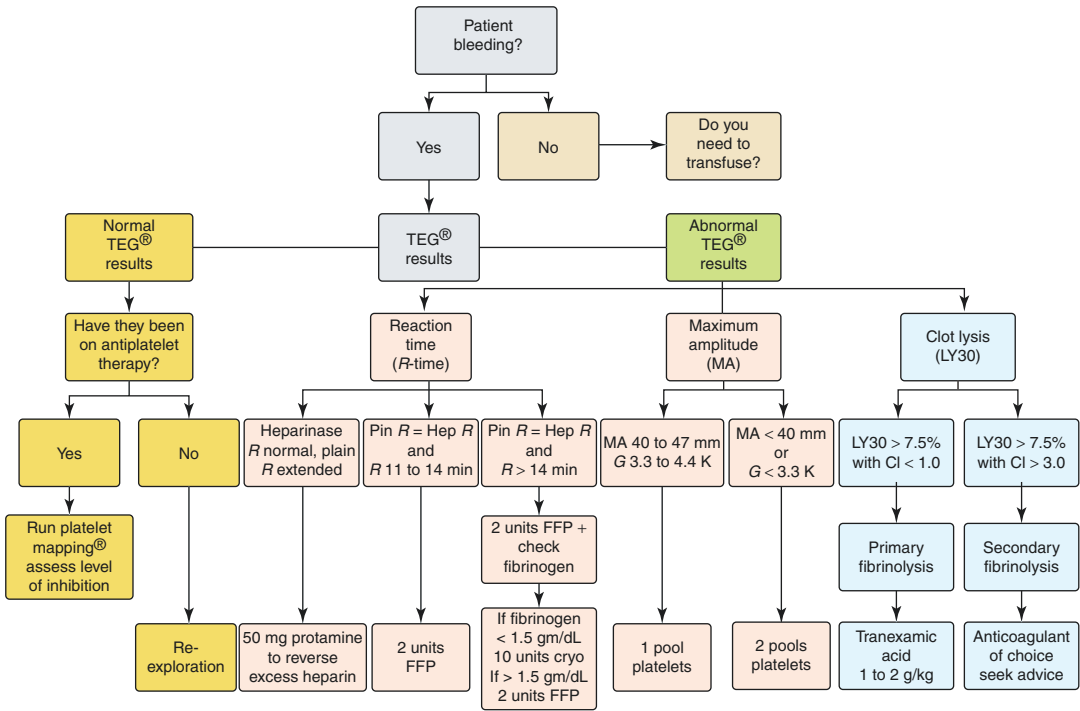 Patient
bleeding?
Yes
No
Do you
need to
transfuse?
Normal
TEG®
results
TEG®
results
Abnormal
TEG®
results
Have they been
on antiplatelet
therapy?
Reaction
time
(R-time)
Maximum
amplitude
(MA)
Clot lysis
(LY30)
Yes
No
Heparinase
R normal, plain
R extended
Pin R = Hep R
and
R 11 to 14 min
Pin R = Hep R
and
R > 14 min
MA 40 to 47 mm
G 3.3 to 4.4 K
MA < 40 mm
or
G < 3.3 K
LY30 > 7.5%
with Cl < 1.0
LY30 > 7.5%
with Cl > 3.0
Run platelet
mapping®
assess level
of inhibition
2 units FFP +
check
fibrinogen
Primary
fibrinolysis
Secondary
fibrinolysis
Re-
exploration
50 mg protamine
to reverse
excess heparin
2 units
FFP
If fibrinogen
< 1.5 gm/dL
10 units cryo
If > 1.5 gm/dL
2 units FFP
1 pool
platelets
2 pools
platelets
Tranexamic
acid
1 to 2 g/kg
Anticoagulant
of choice
seek advice